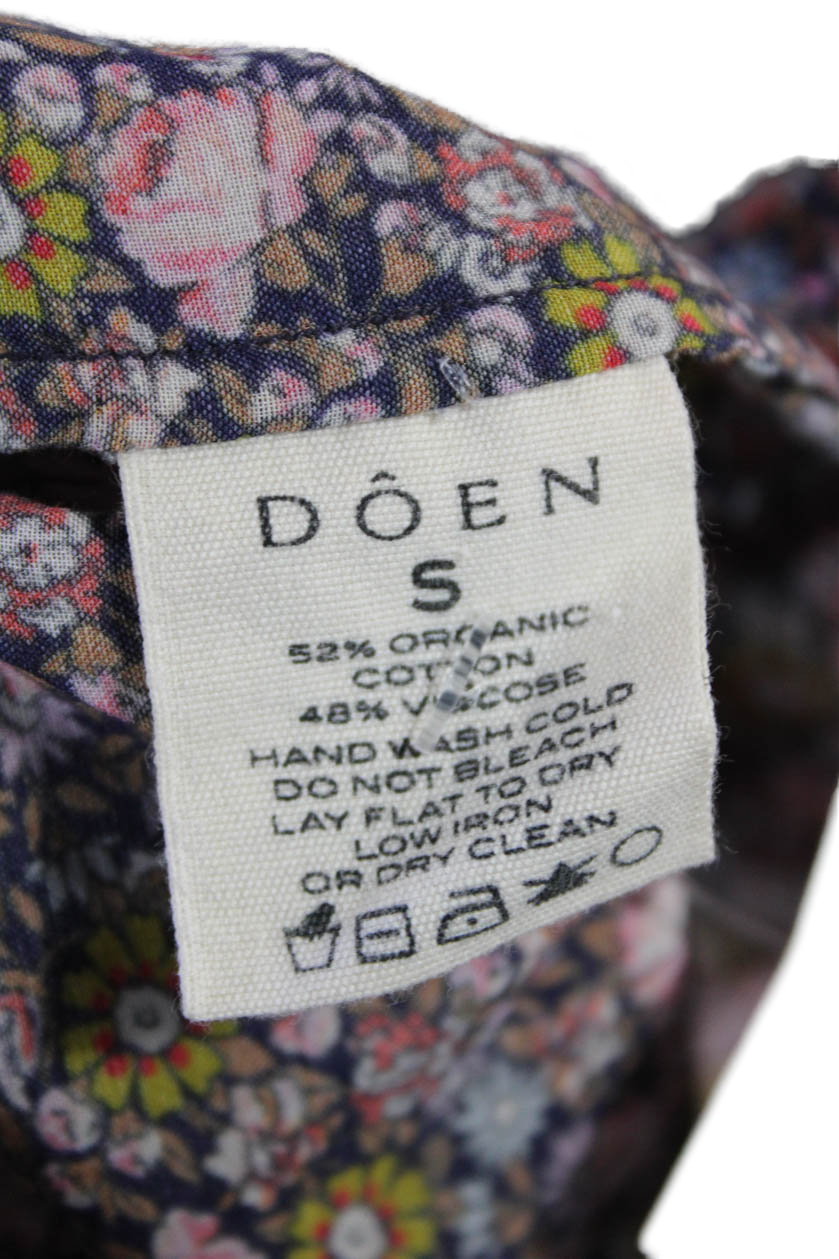 DÔEN
S
52% ORGANIC
COTTON
48% VISCOSE
HAND WASH COLD
DO NOT BLEACH
LAY FLAT TO DRY
LOW IRON
OR DRY CLEAN